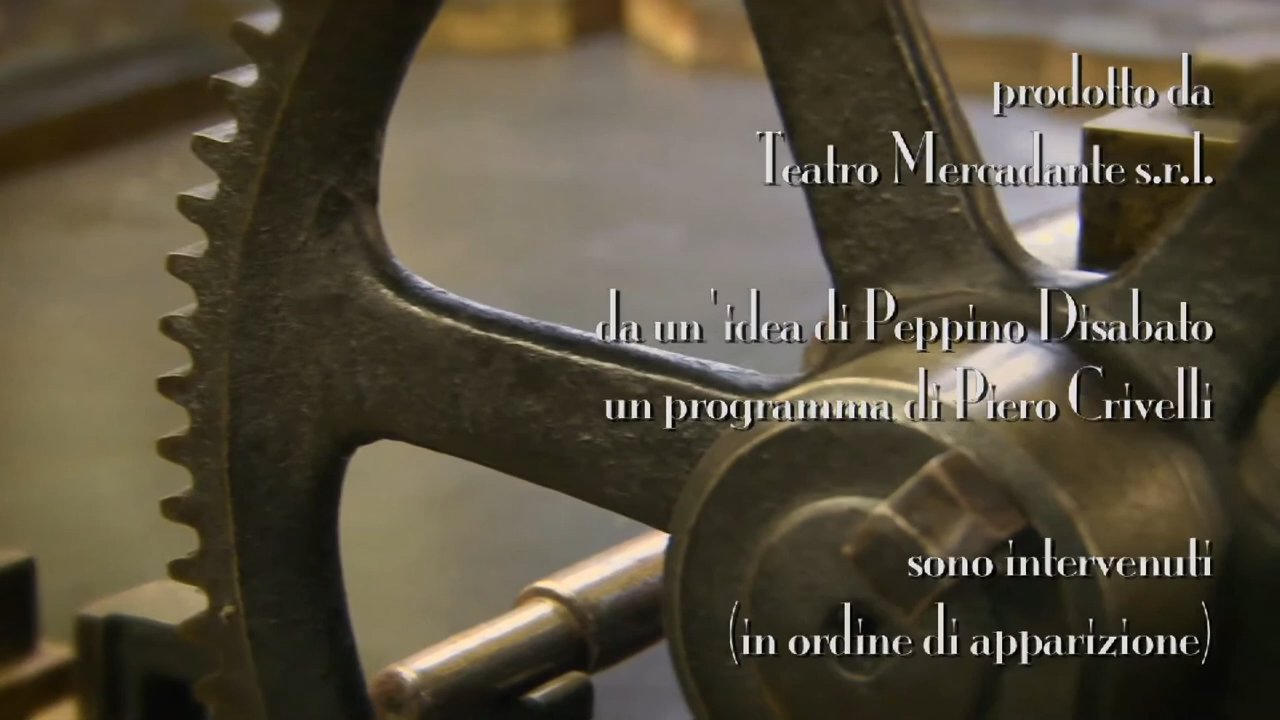 prodotto da
Teatro Mercadante s.r.l.
da un 'idea di Peppino Disabato
un programma di Piero Crivelli
sono intervenuti
(in ordine di apparizione)